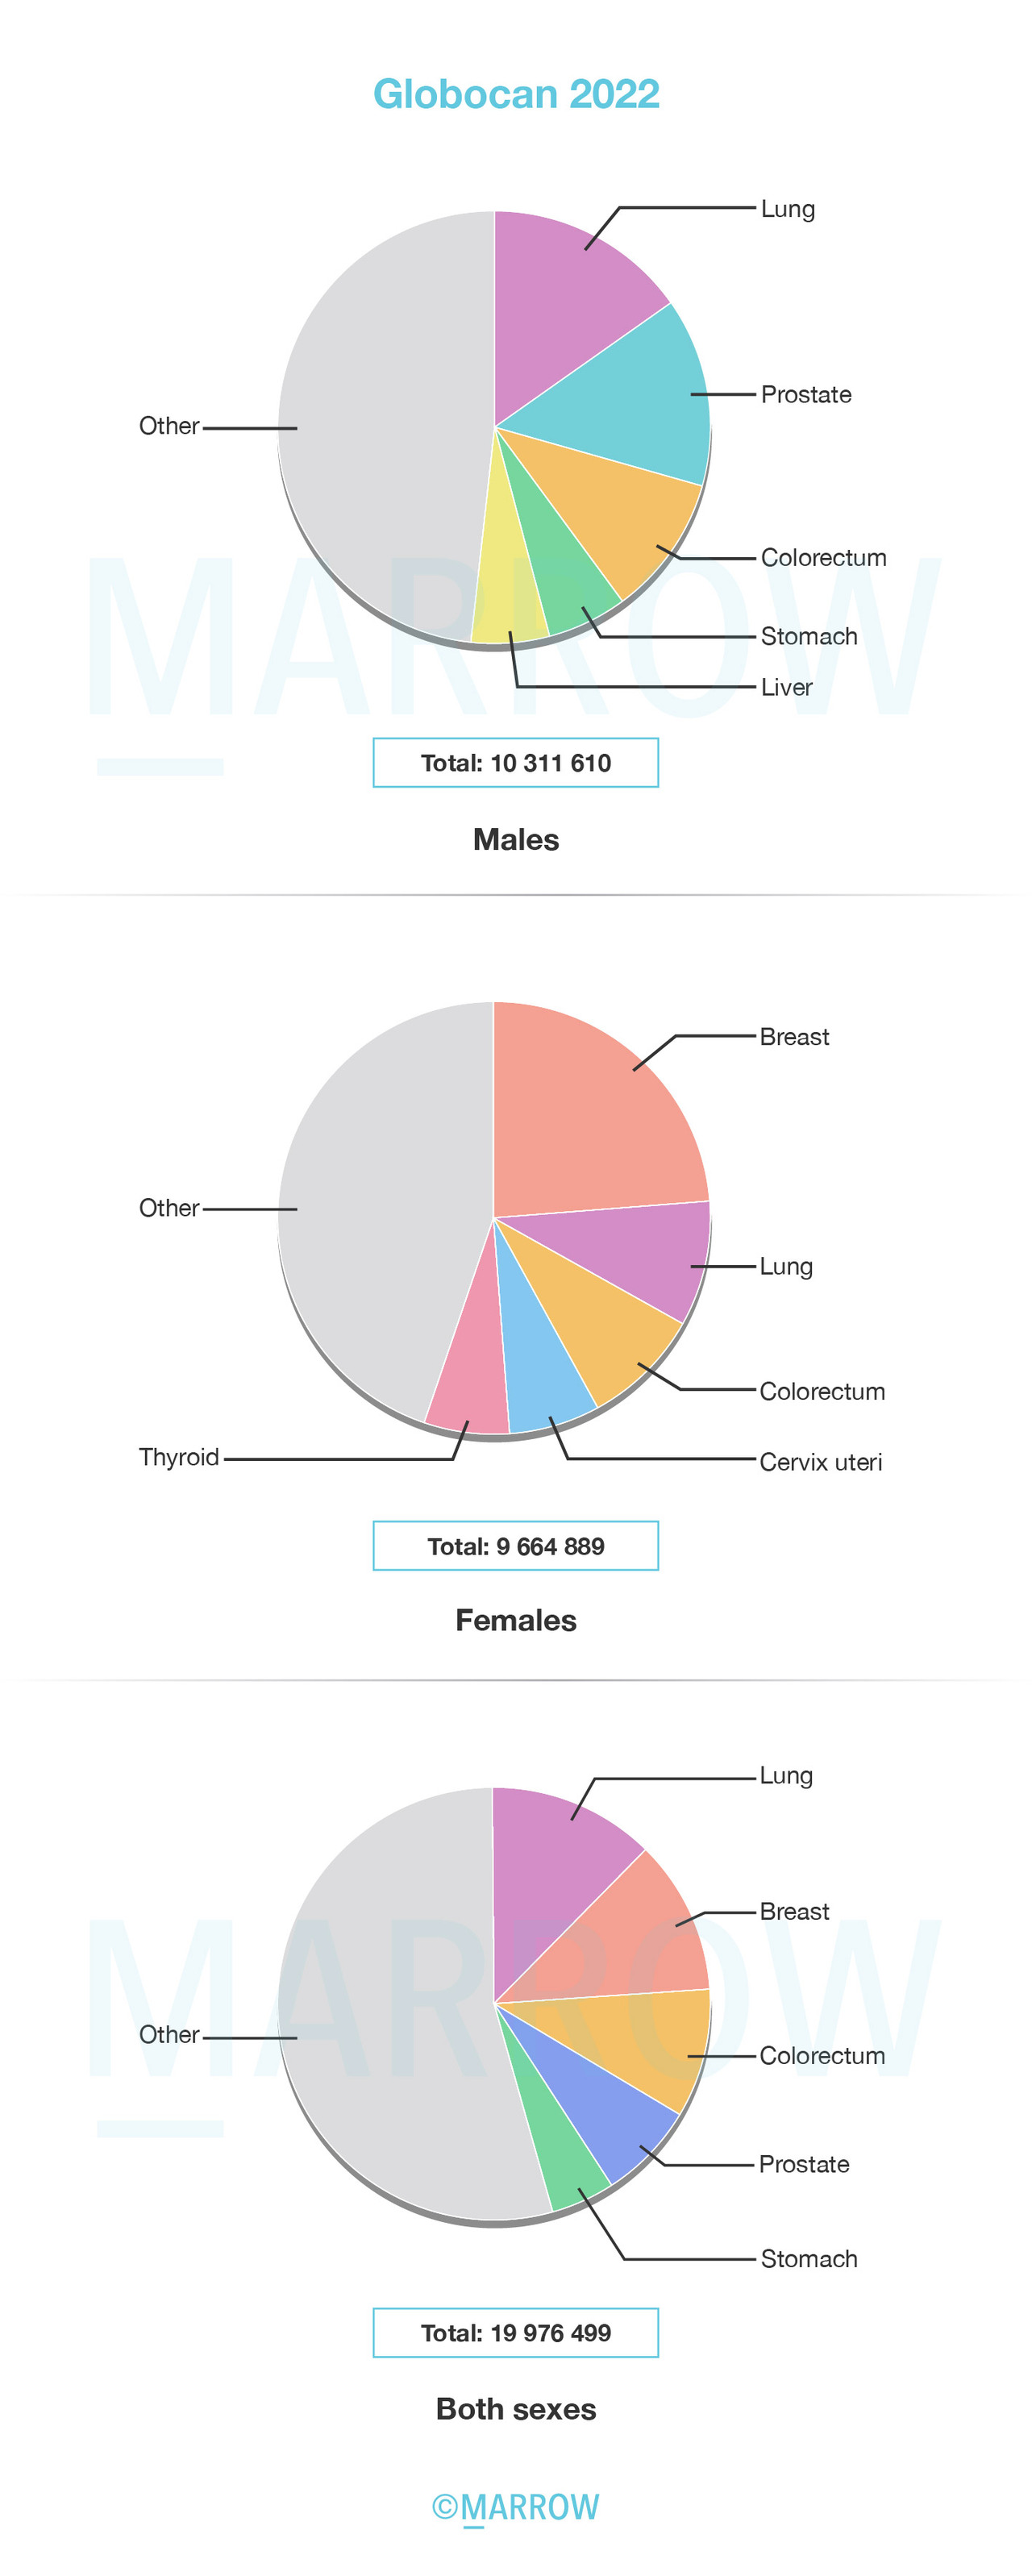 Globocan 2022
Lung
Prostate
Other
Colorectum
Stomach
Liver
MARROW
Total: 10 311 610
Males
Breast
Other
Lung
Colorectum
Thyroid
Cervix uteri
Total: 9 664 889
Females
Lung
Breast
MARROW
Other
Colorectum
Prostate
Stomach
Total: 19 976 499
Both sexes
©MARROW